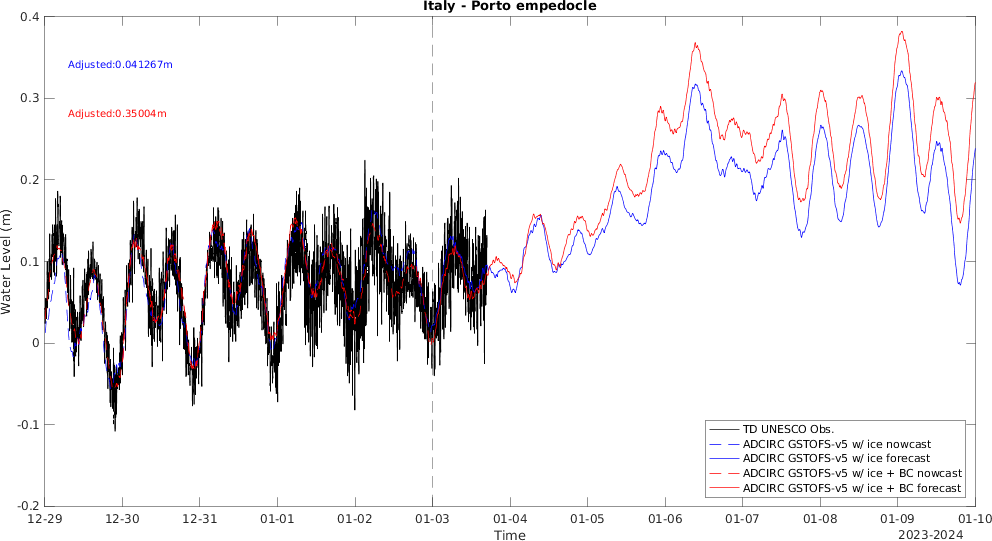 Italy - Porto empedocle
0.4
0.3
0.2
0.1
0
-0.1
-0.2
Water Level (m)
Adjusted:0.041267m
Adjusted:0.35004m
TD UNESCO Obs.
ADCIRC GSTOFS-v5 w/ ice nowcast
ADCIRC GSTOFS-v5 w/ ice forecast
ADCIRC GSTOFS-v5 w/ ice + BC nowcast
ADCIRC GSTOFS-v5 w/ ice + BC forecast
12-29 12-30 12-31 01-01 01-02 01-03 01-04 01-05 01-06 01-07 01-08 01-09 01-10
Time
2023-2024